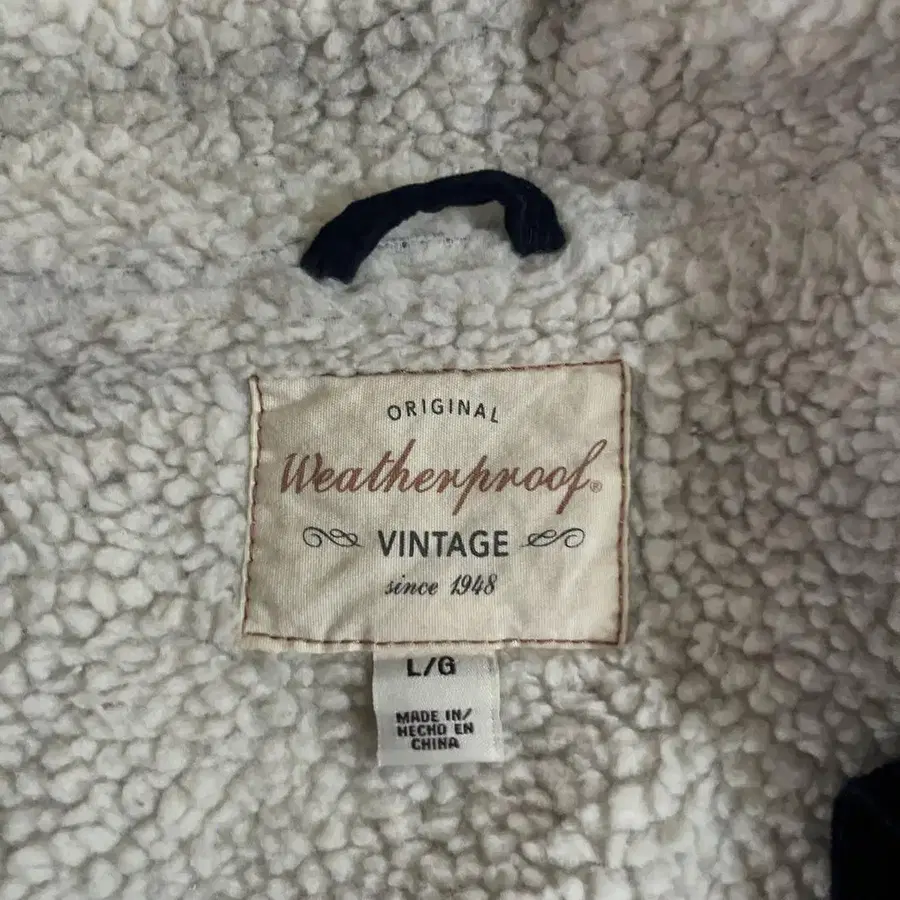 ORIGINAL
Weatherproof®
VINTAGE
since 1948
L/G
MADE IN/
HECHO EN
CHINA